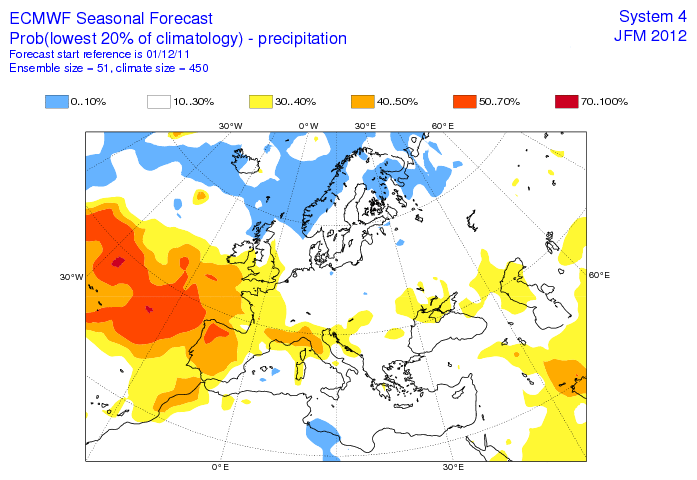 ECMWF Seasonal Forecast
System 4
Prob(lowest 20% of climatology) - precipitation
JFM 2012
Forecast start reference is 01/12/11
Ensemble size = 51, climate size = 450
0..10%
10..30%
30..40%
40..50%
50..70%
70..100%
30°W
0°W
30°E
60°E
30°W
60°E
0°E
30°E